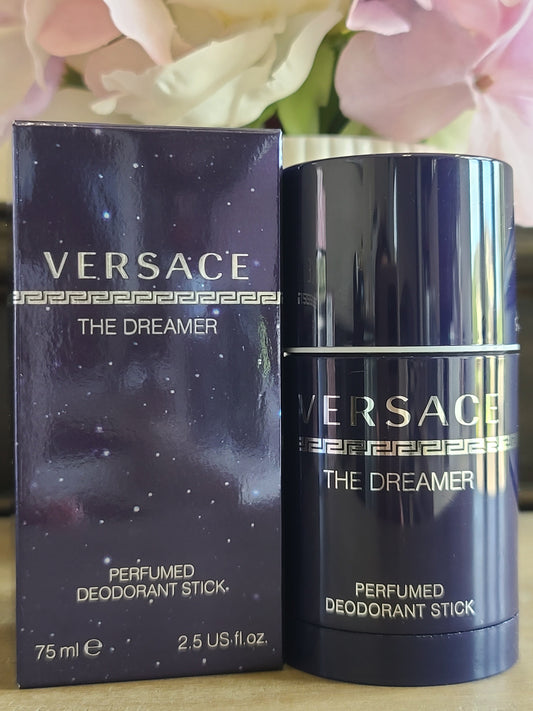 VERSACE
THE DREAMER
PERFUMED
DEODORANT STICK
75 ml e
2.5 US fl.oz.
VERSACE
THE DREAMER
PERFUMED
DEODORANT STICK